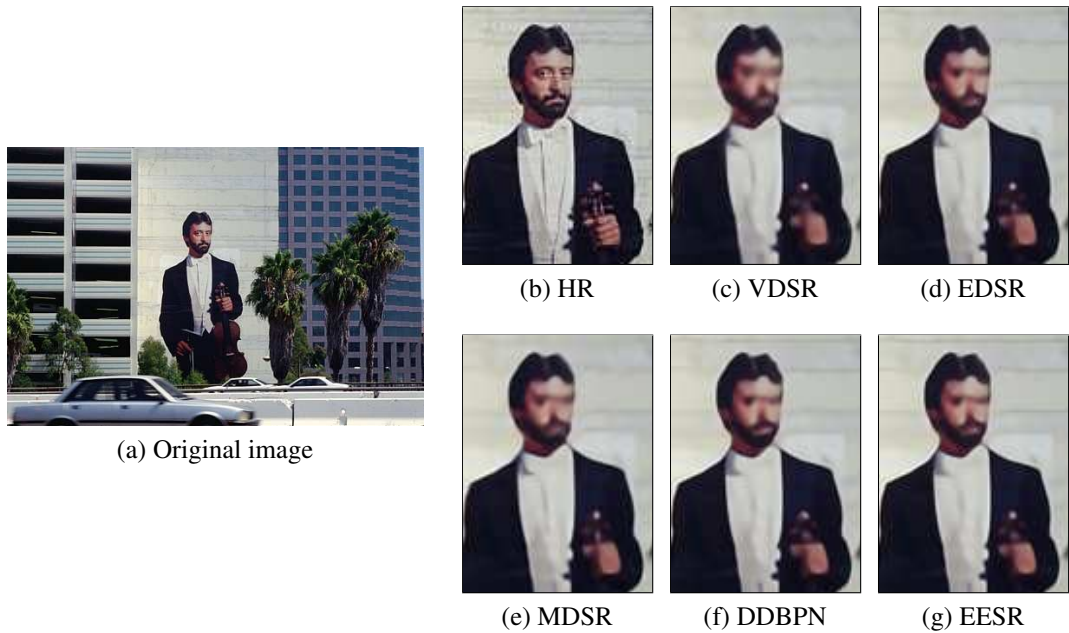 (a) Original image
(b) HR
(c) VDSR
(d) EDSR
(e) MDSR
(f) DDBPN
(g) EESR